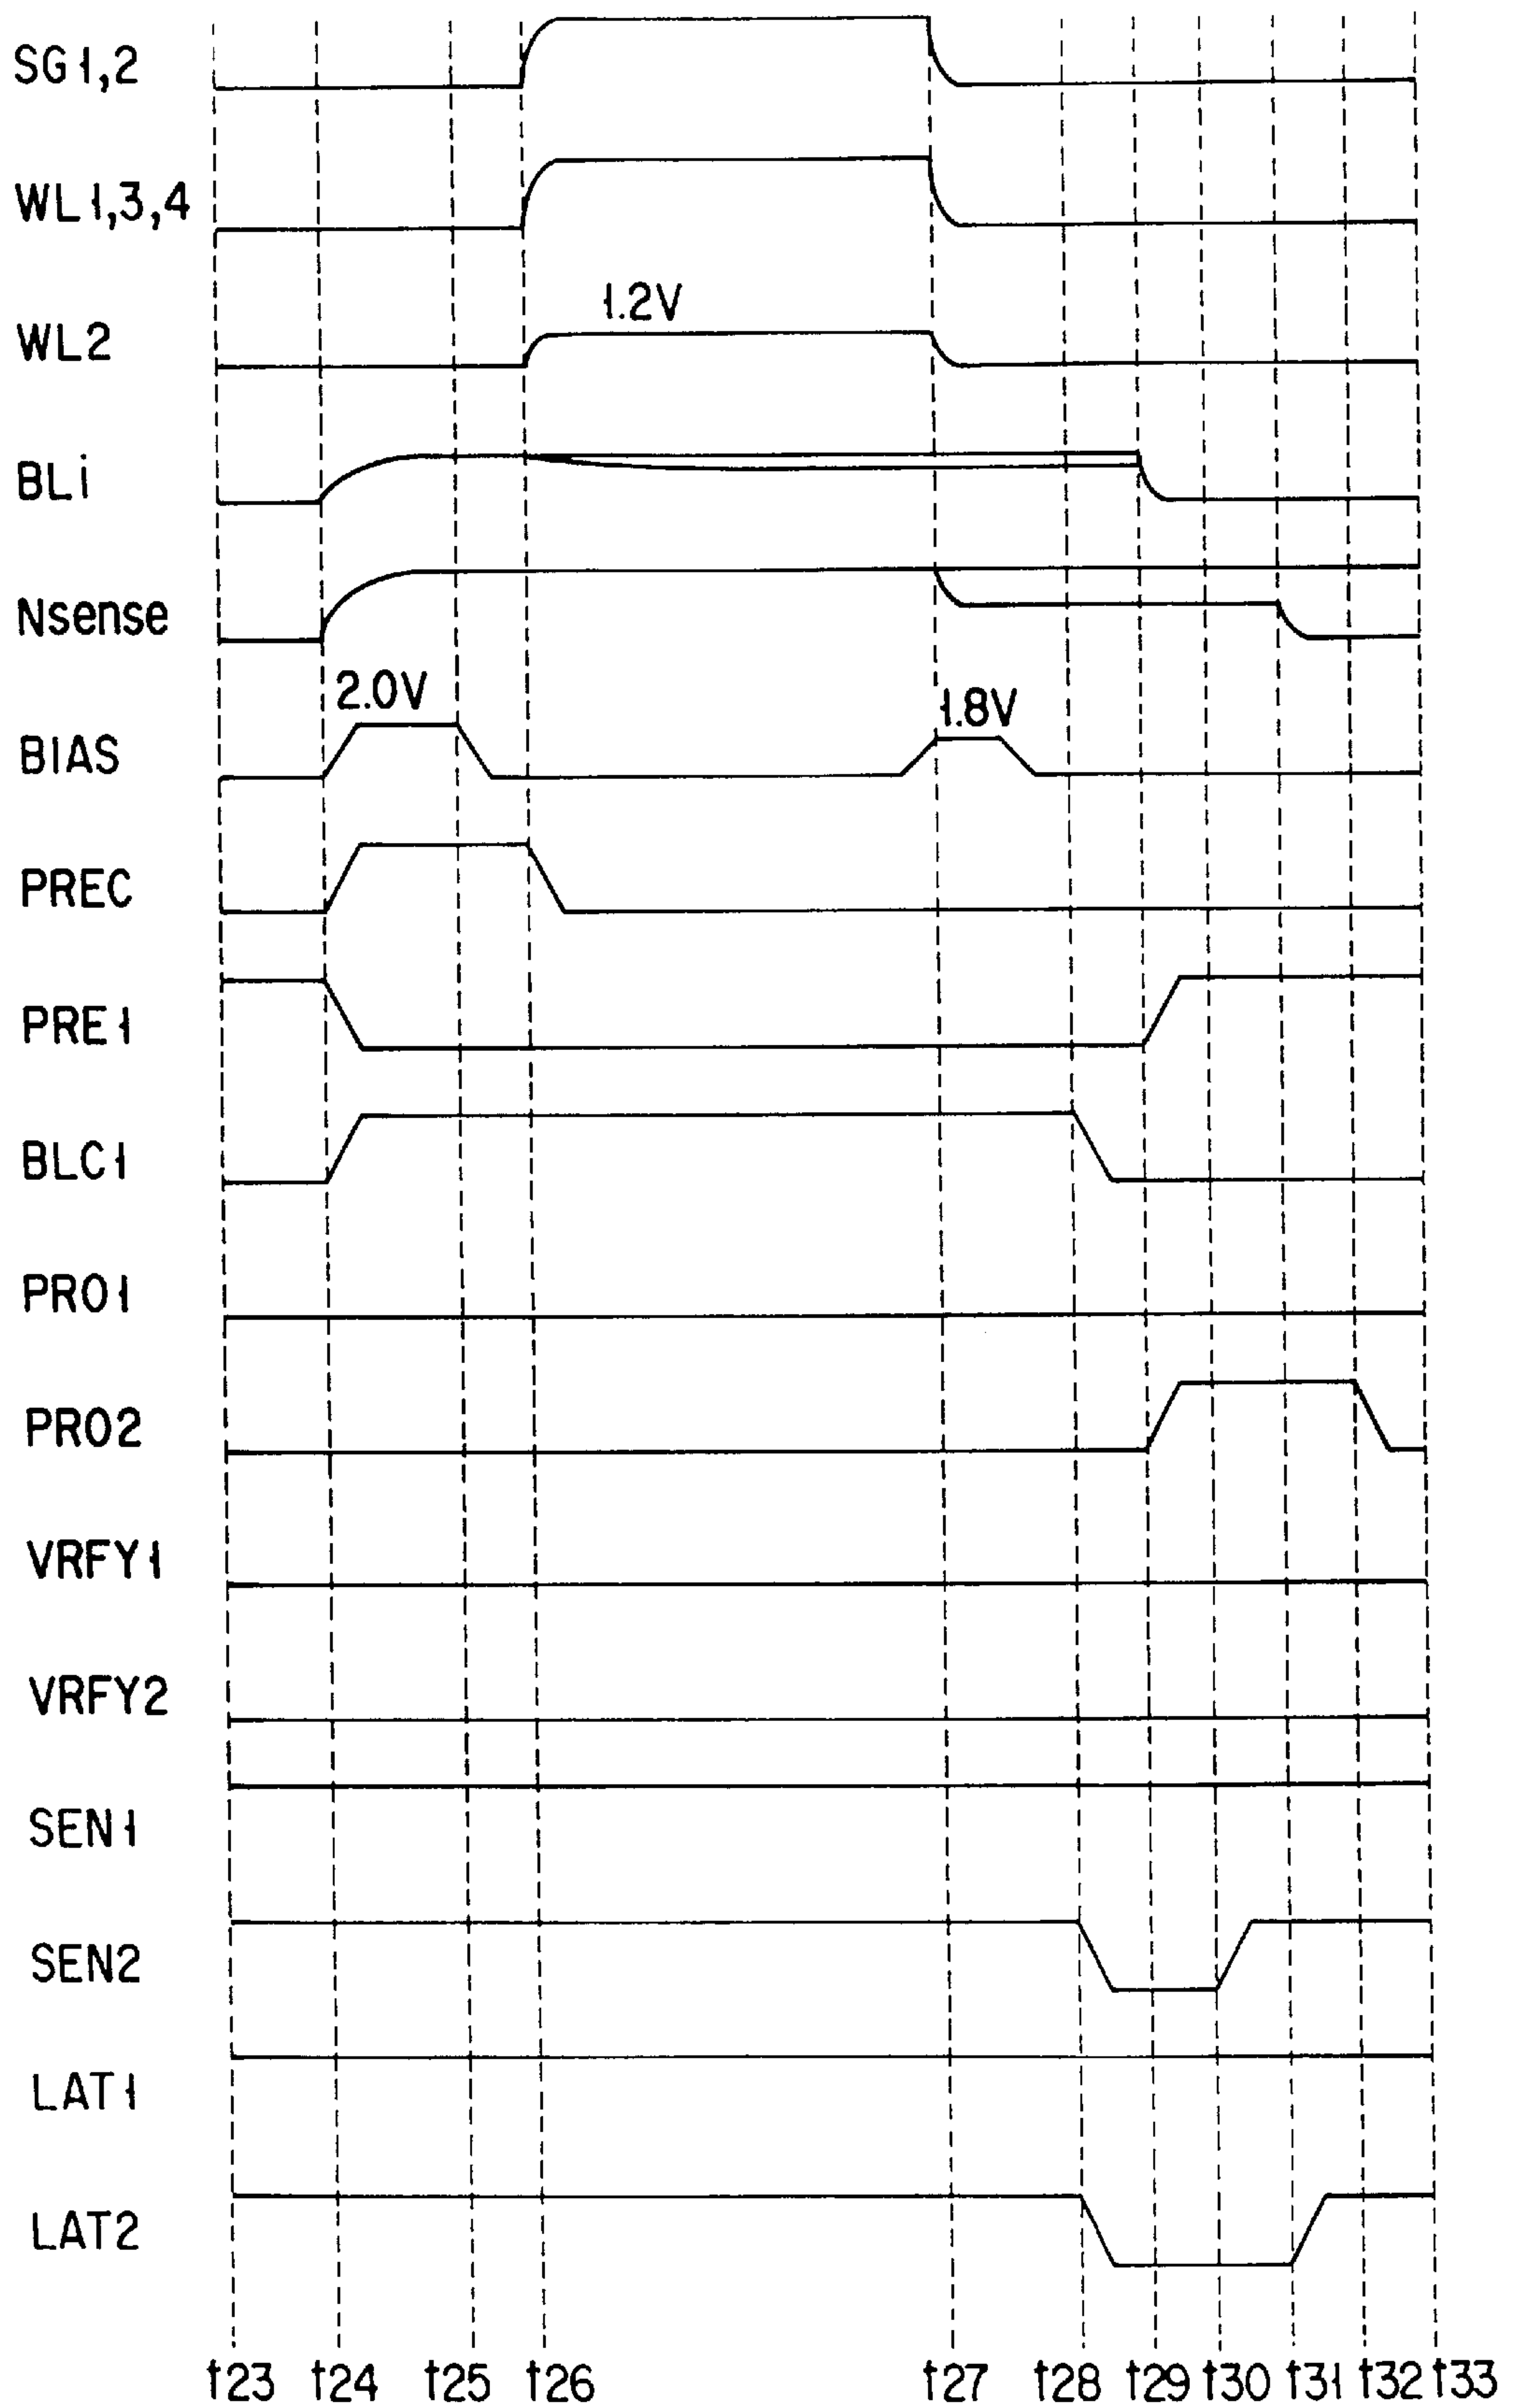 SG1,2
WL1,3,4
1.2V
WL2
BLi
Nsense
2.0V
1.8V
BIAS
PREC
PRE1
BLC1
PRO1
PRO2
VRFY1
VRFY2
SEN1
SEN2
LAT1
LAT2
t23 t24 t25 t26 t27 t28 t29 t30 t31 t32 t33